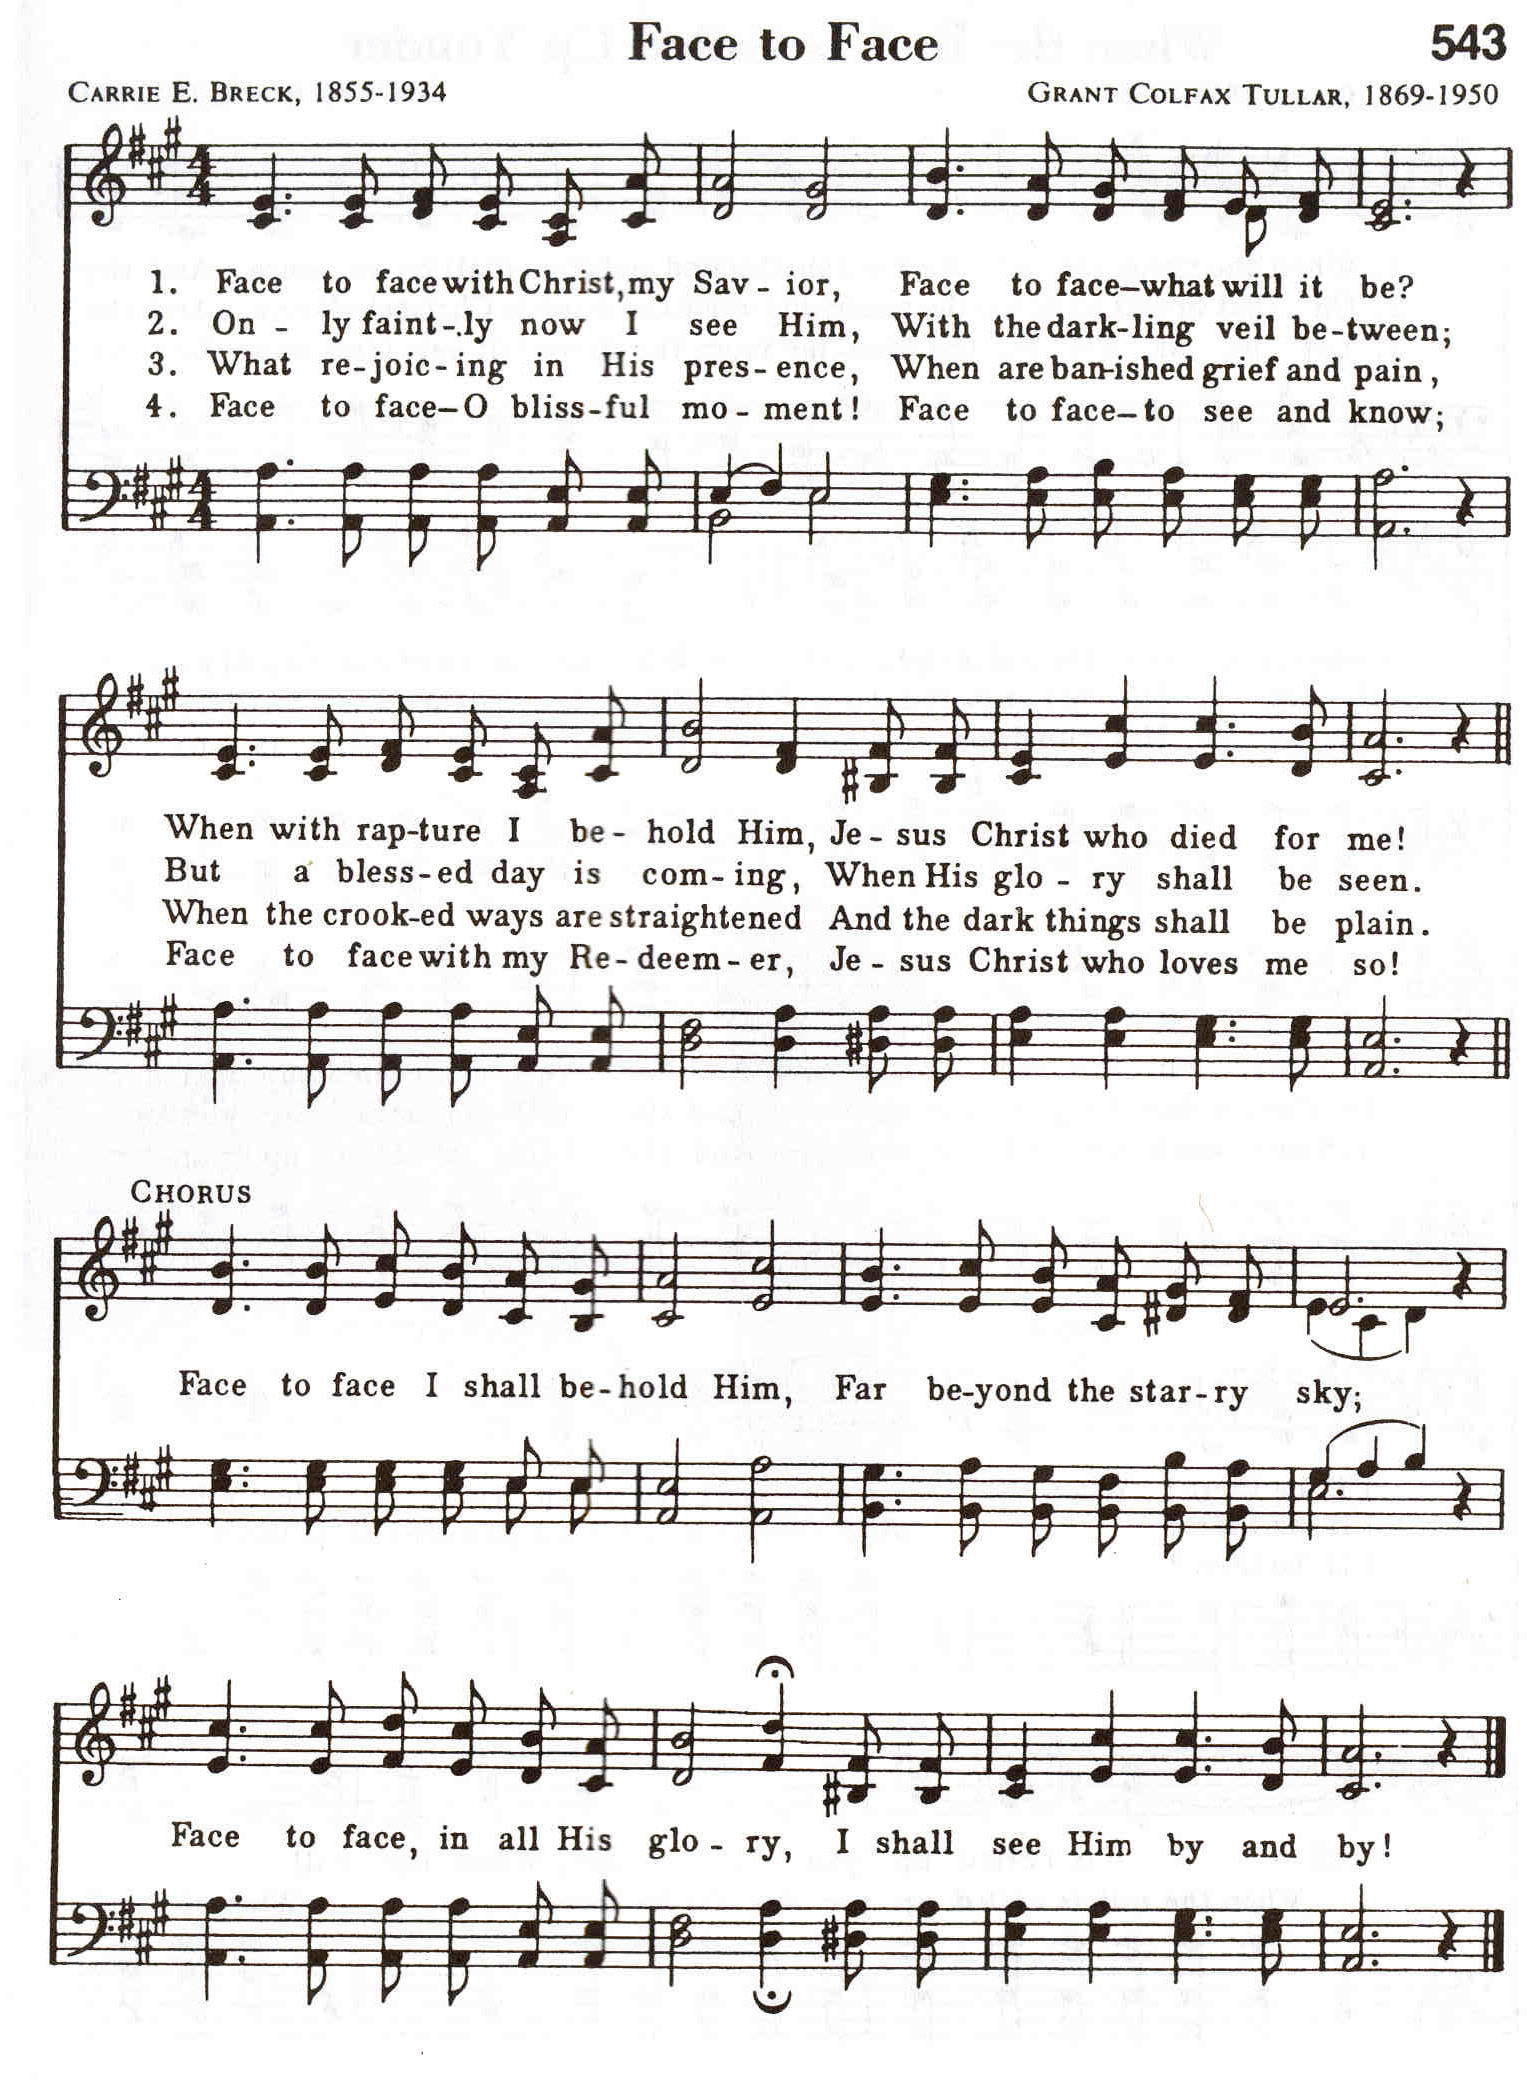 Face to Face 543
CARRIE E. BRECK, 1855-1934 GRANT COLFAX TULLAR, 1869-1950
1. Face to face with Christ, my Sav - ior, Face to face—what will it be?
2. On - ly faint - ly now I see Him, With the dark-ling veil be-tween;
3. What re-joic-ing in His pres-ence, When are ban-ished grief and pain,
4. Face to face—O bliss-ful mo - ment! Face to face—to see and know;
When with rap-ture I be - hold Him, Je - sus Christ who died for me!
But a bless-ed day is com - ing, When His glo - ry shall be seen.
When the crook-ed ways are straightened And the dark things shall be plain.
Face to face with my Re - deem - er, Je - sus Christ who loves me so!
CHORUS
Face to face I shall be-hold Him, Far be-yond the star-ry sky;
Face to face, in all His glo - ry, I shall see Him by and by!